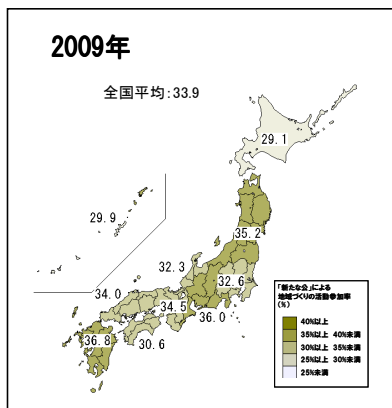 2009年
全国平均:33.9
29.1
29.9
35.2
32.3
32.6
34.0
34.5
36.0
36.8
30.6
「新たな公」による
地域づくりの活動参加率
(%)
40%以上
35%以上 40%未満
30%以上 35%未満
25%以上 30%未満
25%未満